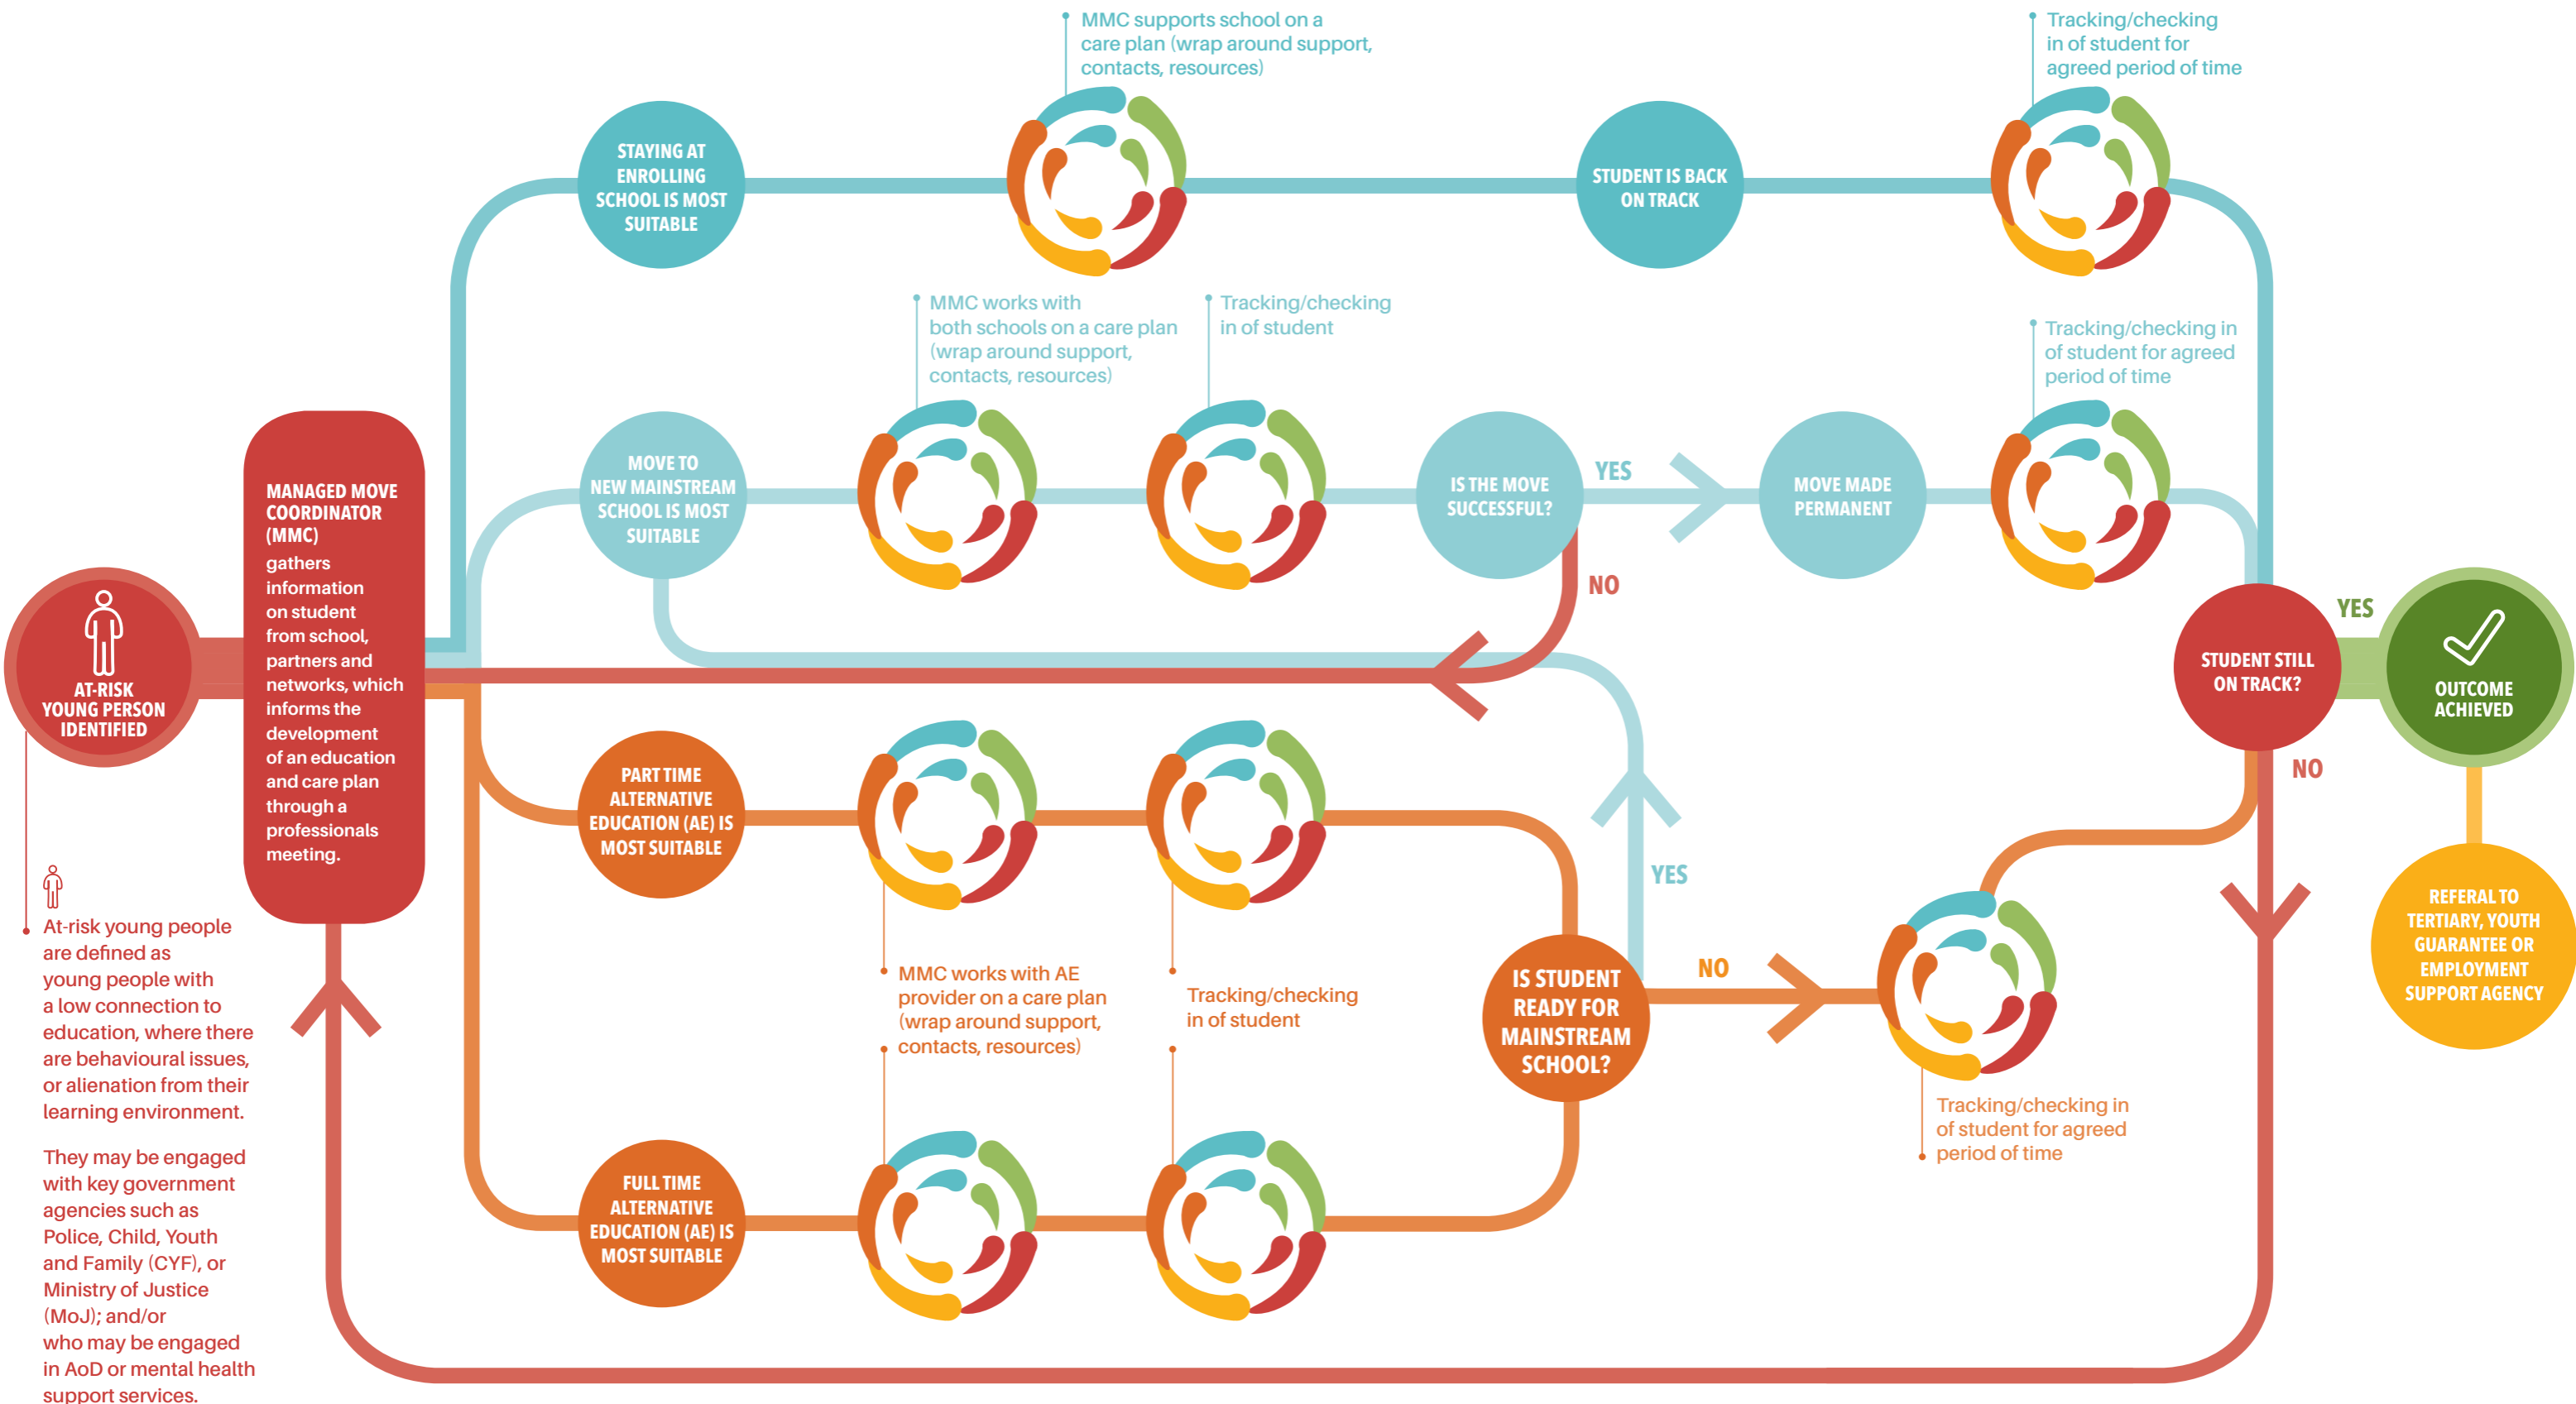 MMC supports school on a
care plan (wrap around support,
contacts, resources)
Tracking/checking
in of student for
agreed period of time
STAYING AT
ENROLLING
SCHOOL IS MOST
SUITABLE
STUDENT IS BACK
ON TRACK
MMC works with
both schools on a care plan
(wrap around support,
contacts, resources)
Tracking/checking
in of student
Tracking/checking in
of student for agreed
period of time
MOVE TO
NEW MAINSTREAM
SCHOOL IS MOST
SUITABLE
IS THE MOVE
SUCCESSFUL?
YES
MOVE MADE
PERMANENT
NO
MANAGED MOVE
COORDINATOR
(MMC)
gathers
information
on student
from school,
partners and
networks, which
informs the
development
of an education
and care plan
through a
professionals
meeting.
AT-RISK
YOUNG PERSON
IDENTIFIED
STUDENT STILL
ON TRACK?
YES
OUTCOME
ACHIEVED
NO
PART TIME
ALTERNATIVE
EDUCATION (AE) IS
MOST SUITABLE
YES
REFERAL TO
TERTIARY, YOUTH
GUARANTEE OR
EMPLOYMENT
SUPPORT AGENCY
At-risk young people
are defined as
young people with
a low connection to
education, where there
are behavioural issues,
or alienation from their
learning environment.
They may be engaged
with key government
agencies such as
Police, Child, Youth
and Family (CYF), or
Ministry of Justice
(MoJ); and/or
who may be engaged
in AoD or mental health
support services.
MMC works with AE
provider on a care plan
(wrap around support,
contacts, resources)
Tracking/checking
in of student
IS STUDENT
READY FOR
MAINSTREAM
SCHOOL?
NO
Tracking/checking in
of student for agreed
period of time
FULL TIME
ALTERNATIVE
EDUCATION (AE) IS
MOST SUITABLE